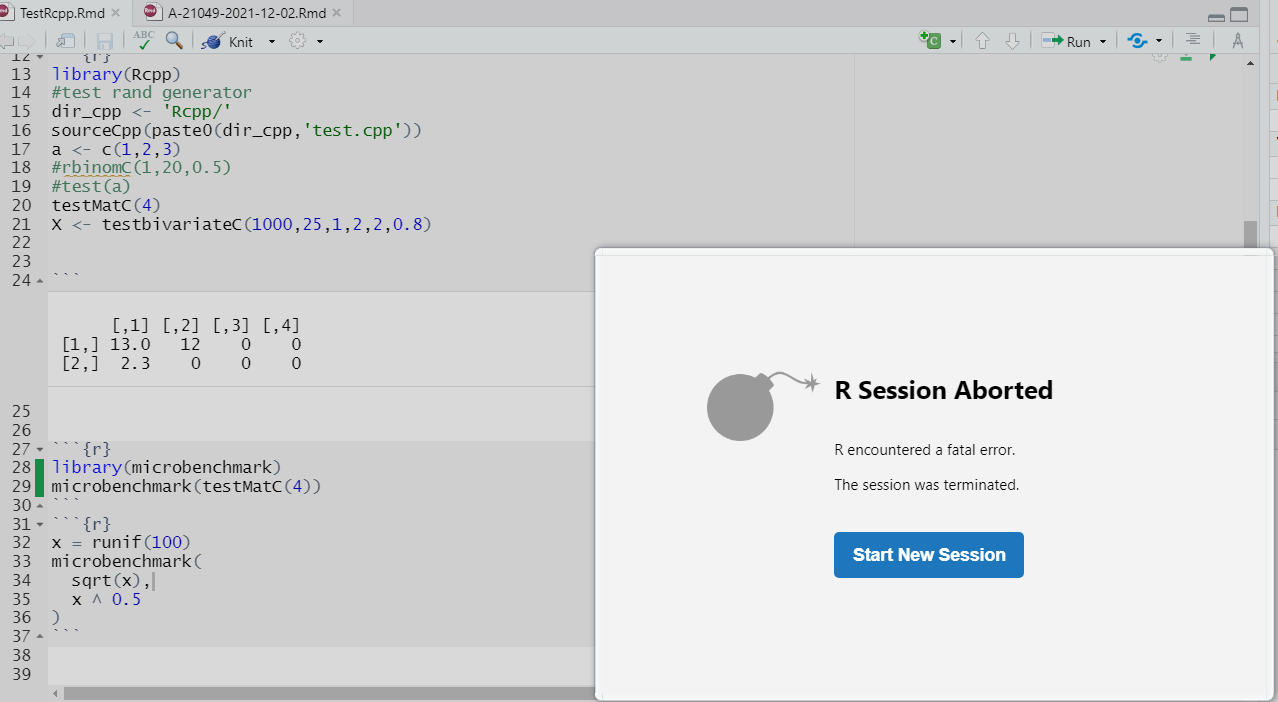 TestRcpp.Rmd × A-21049-2021-12-02.Rmd ×
ABC Knit Run
12 ```{r}
13 library(Rcpp)
14 #test rand generator
15 dir_cpp <- 'Rcpp/'
16 sourceCpp(paste0(dir_cpp,'test.cpp'))
17 a <- c(1,2,3)
18 #rbinomC(1,20,0.5)
19 #test(a)
20 testMatC(4)
21 X <- testbivariateC(1000,25,1,2,2,0.8)
22
23
24 ```
[,1] [,2] [,3] [,4]
[1,] 13.0 12 0 0
[2,] 2.3 0 0 0
25
26
27 ```{r}
28 library(microbenchmark)
29 microbenchmark(testMatC(4))
30 ```
31 ```{r}
32 x = runif(100)
33 microbenchmark(
34 sqrt(x),
35 x ^ 0.5
36 )
37 ```
38
39
R Session Aborted
R encountered a fatal error.
The session was terminated.
Start New Session